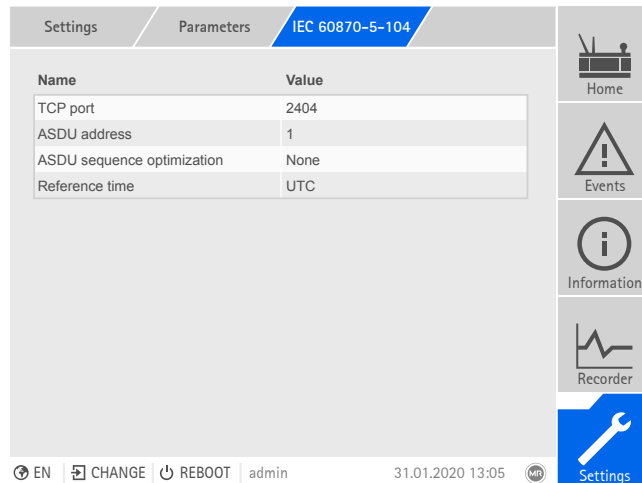 Settings Parameters IEC 60870-5-104
Name Value
TCP port 2404
ASDU address 1
ASDU sequence optimization None
Reference time UTC
Home
Events
Information
Recorder
Settings
EN CHANGE REBOOT admin 31.01.2020 13:05 MR